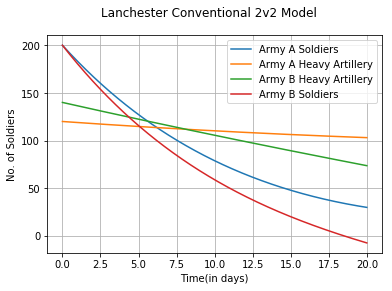 Lanchester Conventional 2v2 Model
200
150
100
50
0
No. of Soldiers
Army A Soldiers
Army A Heavy Artillery
Army B Heavy Artillery
Army B Soldiers
0.0 2.5 5.0 7.5 10.0 12.5 15.0 17.5 20.0
Time(in days)